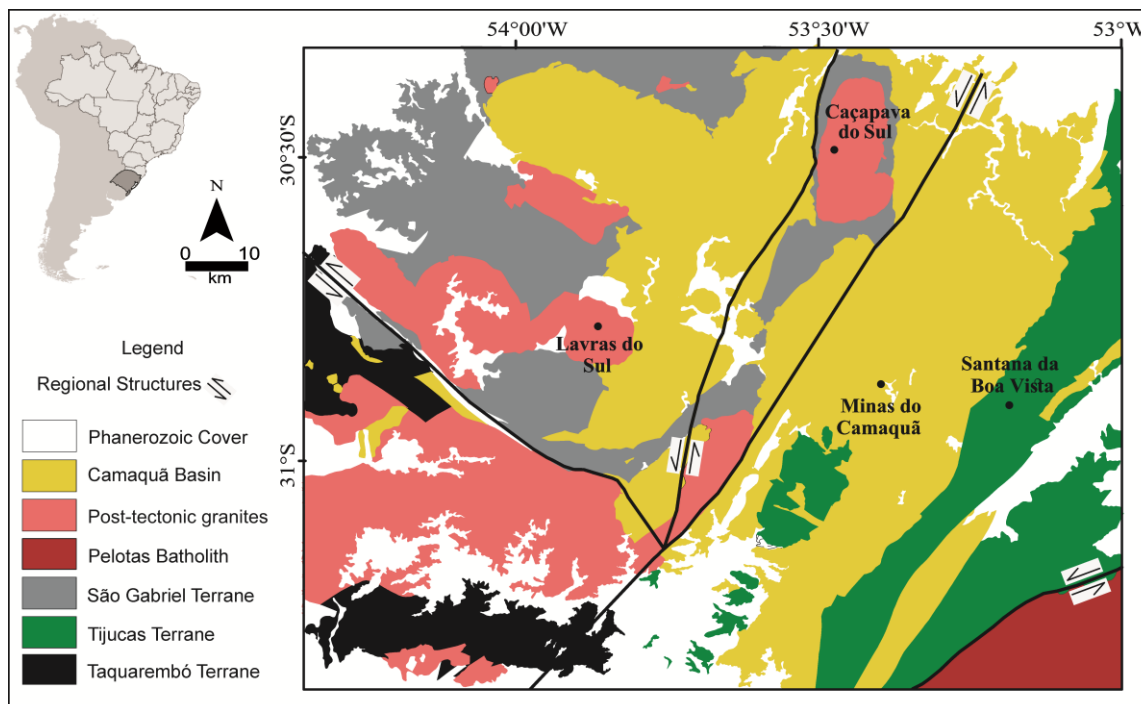 54°00'W
53°30'W
53°W
30°30'S
31°S
N
0 10
km
Caçapava
do Sul
Lavras do
Sul
Minas do
Camaquã
Santana da
Boa Vista
Legend
Regional Structures
Phanerozoic Cover
Camaquã Basin
Post-tectonic granites
Pelotas Batholith
São Gabriel Terrane
Tijucas Terrane
Taquarembó Terrane